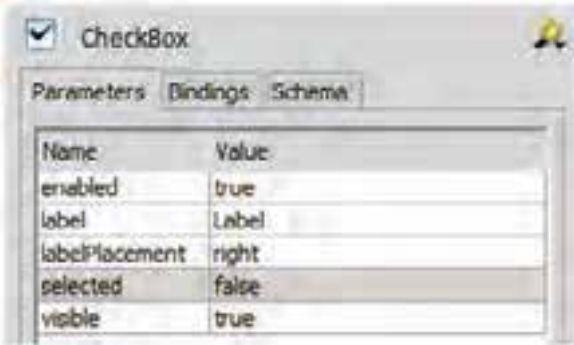 CheckBox
Parameters Bindings Schema
Name Value
enabled true
label Label
labelPlacement right
selected false
visible true